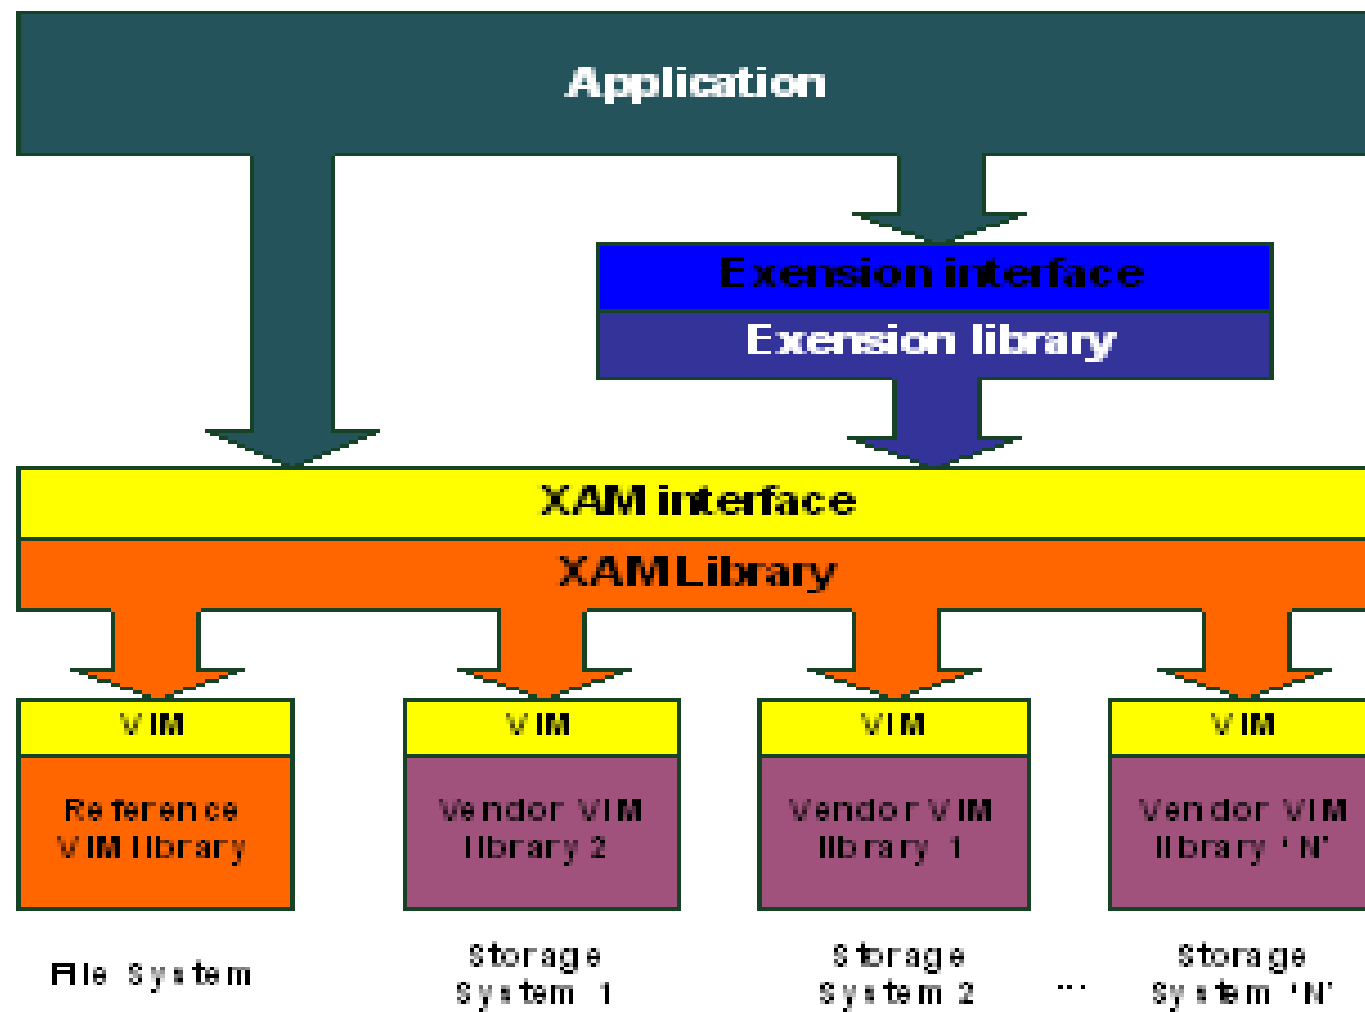 Application
Exension interface
Exension library
XAM interface
XAM Library
VIM
VIM
VIM
VIM
Reference
VIM library
Vendor VIM
library 2
Vendor VIM
library 1
Vendor VIM
library 'N'
File System
Storage
System 1
Storage
System 2
...
Storage
System 'N'